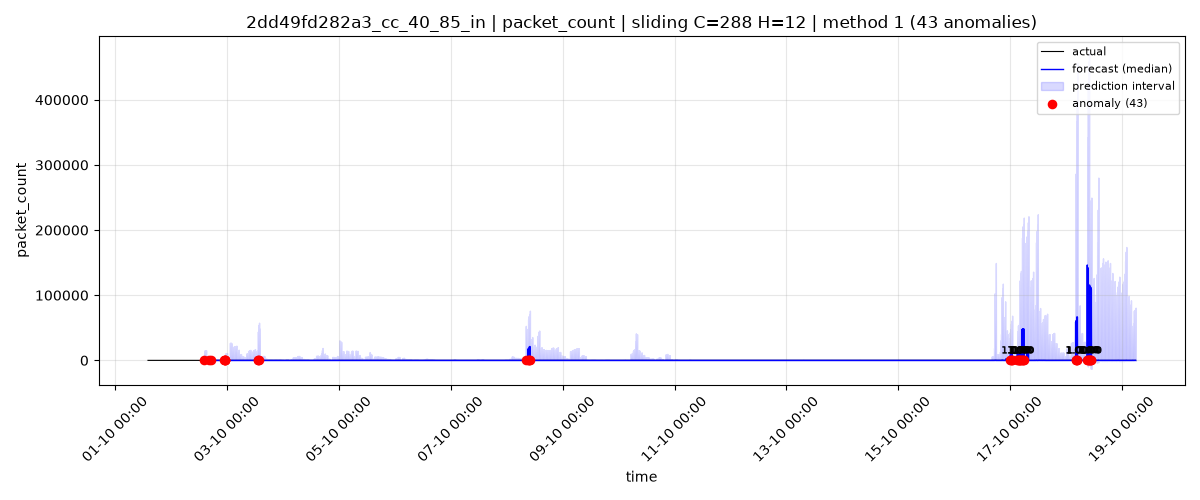 2dd49fd282a3_cc_40_85_in | packet_count | sliding C=288 H=12 | method 1 (43 anomalies)
actual
forecast (median)
prediction interval
anomaly (43)
packet_count
400000
300000
200000
100000
0
01-10 00:00
03-10 00:00
05-10 00:00
07-10 00:00
09-10 00:00
11-10 00:00
13-10 00:00
15-10 00:00
17-10 00:00
19-10 00:00
time